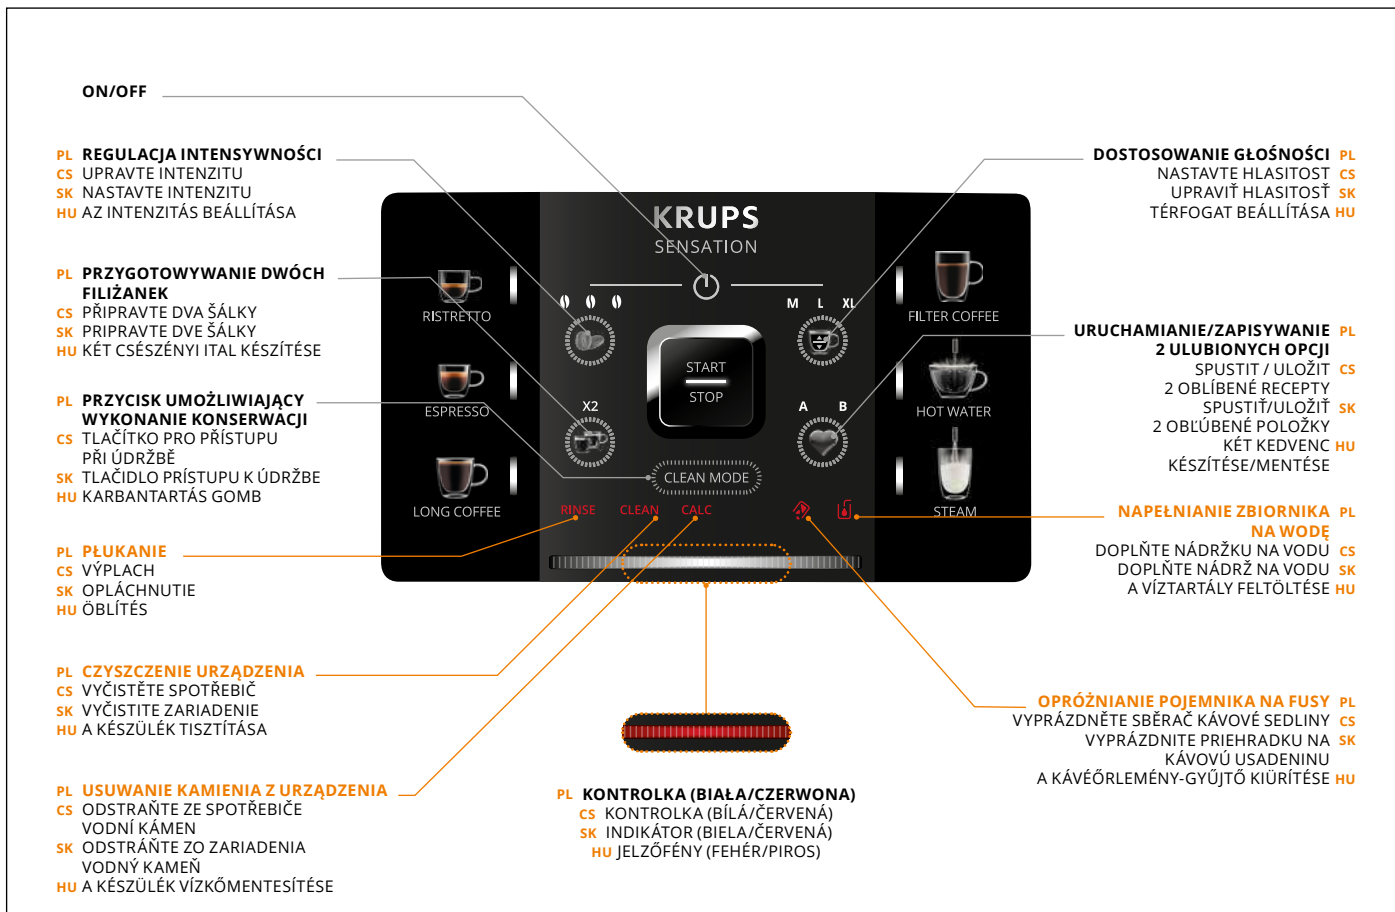 ON/OFF
PL REGULACJA INTENSYWNOŚCI
CS UPRAVTE INTENZITU
SK NASTAVTE INTENZITU
HU AZ INTENZITÁS BEÁLLÍTÁSA
PL PRZYGOTOWYWANIE DWÓCH
FILIŻANEK
CS PŘIPRAVTE DVA ŠÁLKY
SK PRIPRAVTE DVE ŠÁLKY
HU KÉT CSÉSZÉNYI ITAL KÉSZÍTÉSE
PL PRZYCISK UMOŻLIWIAJĄCY
WYKONANIE KONSERWACJI
CS TLAČÍTKO PRO PŘÍSTUPU
PŘI ÚDRŽBĚ
SK TLAČIDLO PRÍSTUPU K ÚDRŽBE
HU KARBANTARTÁS GOMB
PL PŁUKANIE
CS VÝPLACH
SK OPLÁCHNUTIE
HU ÖBLÍTÉS
PL CZYSZCZENIE URZĄDZENIA
CS VYČISTĚTE SPOTŘEBIČ
SK VYČISTITE ZARIADENIE
HU A KÉSZÜLÉK TISZTÍTÁSA
PL USUWANIE KAMIENIA Z URZĄDZENIA
CS ODSTRAŇTE ZE SPOTŘEBIČE
VODNÍ KÁMEN
SK ODSTRÁŇTE ZO ZARIADENIA
VODNÝ KAMEŇ
HU A KÉSZÜLÉK VÍZKŐMENTESÍTÉSE
KRUPS
SENSATION
RISTRETTO
ESPRESSO
LONG COFFEE
M L XL
START
STOP
X2
A B
CLEAN MODE
RINSE CLEAN CALC
FILTER COFFEE
HOT WATER
STEAM
PL KONTROLKA (BIAŁA/CZERWONA)
CS KONTROLKA (BÍLÁ/ČERVENÁ)
SK INDIKÁTOR (BIELA/ČERVENÁ)
HU JELZŐFÉNY (FEHÉR/PIROS)
DOSTOSOWANIE GŁOŚNOŚCI PL
NASTAVTE HLASITOST CS
UPRAVIŤ HLASITOSŤ SK
TÉRFOGAT BEÁLLÍTÁSA HU
URUCHAMIANIE/ZAPISYWANIE PL
2 ULUBIONYCH OPCJI
SPUSTIT / ULOŽIT CS
2 OBLÍBENÉ RECEPTY
SPUSTIŤ/ULOŽIŤ SK
2 OBĽÚBENÉ POLOŽKY
KÉT KEDVENC HU
KÉSZÍTÉSE/MENTÉSE
NAPEŁNIANIE ZBIORNIKA PL
NA WODĘ
DOPLŇTE NÁDRŽKU NA VODU CS
DOPLŇTE NÁDRŽ NA VODU SK
A VÍZTARTÁLY FELTÖLTÉSE HU
OPRÓŻNIANIE POJEMNIKA NA FUSY PL
VYPRÁZDNĚTE SBĚRAČ KÁVOVÉ SEDLINY CS
VYPRÁZDNITE PRIEHRADKU NA SK
KÁVOVÚ USADENINU
A KÁVÉŐRLEMÉNY-GYŰJTŐ KIÜRÍTÉSE HU